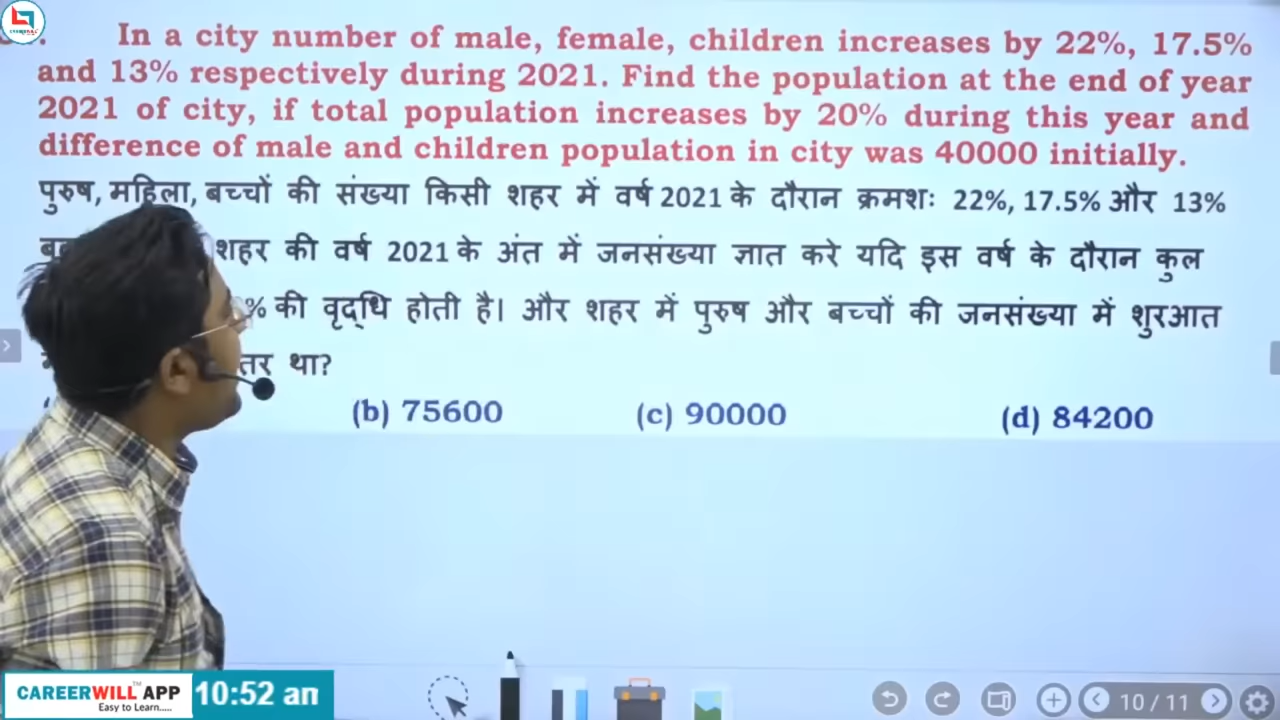 CAREERWILL
In a city number of male, female, children increases by 22%, 17.5%
and 13% respectively during 2021. Find the population at the end of year
2021 of city, if total population increases by 20% during this year and
difference of male and children population in city was 40000 initially.
पुरुष, महिला, बच्चों की संख्या किसी शहर में वर्ष 2021 के दौरान क्रमशः 22%, 17.5% और 13%
शहर की वर्ष 2021 के अंत में जनसंख्या ज्ञात करे यदि इस वर्ष के दौरान कुल
% की वृद्धि होती है। और शहर में पुरुष और बच्चों की जनसंख्या में शुरआत
था?
(b) 75600 (c) 90000 (d) 84200
CAREERWILL APP
Easy to Learn.....
10:52 an
10 / 11